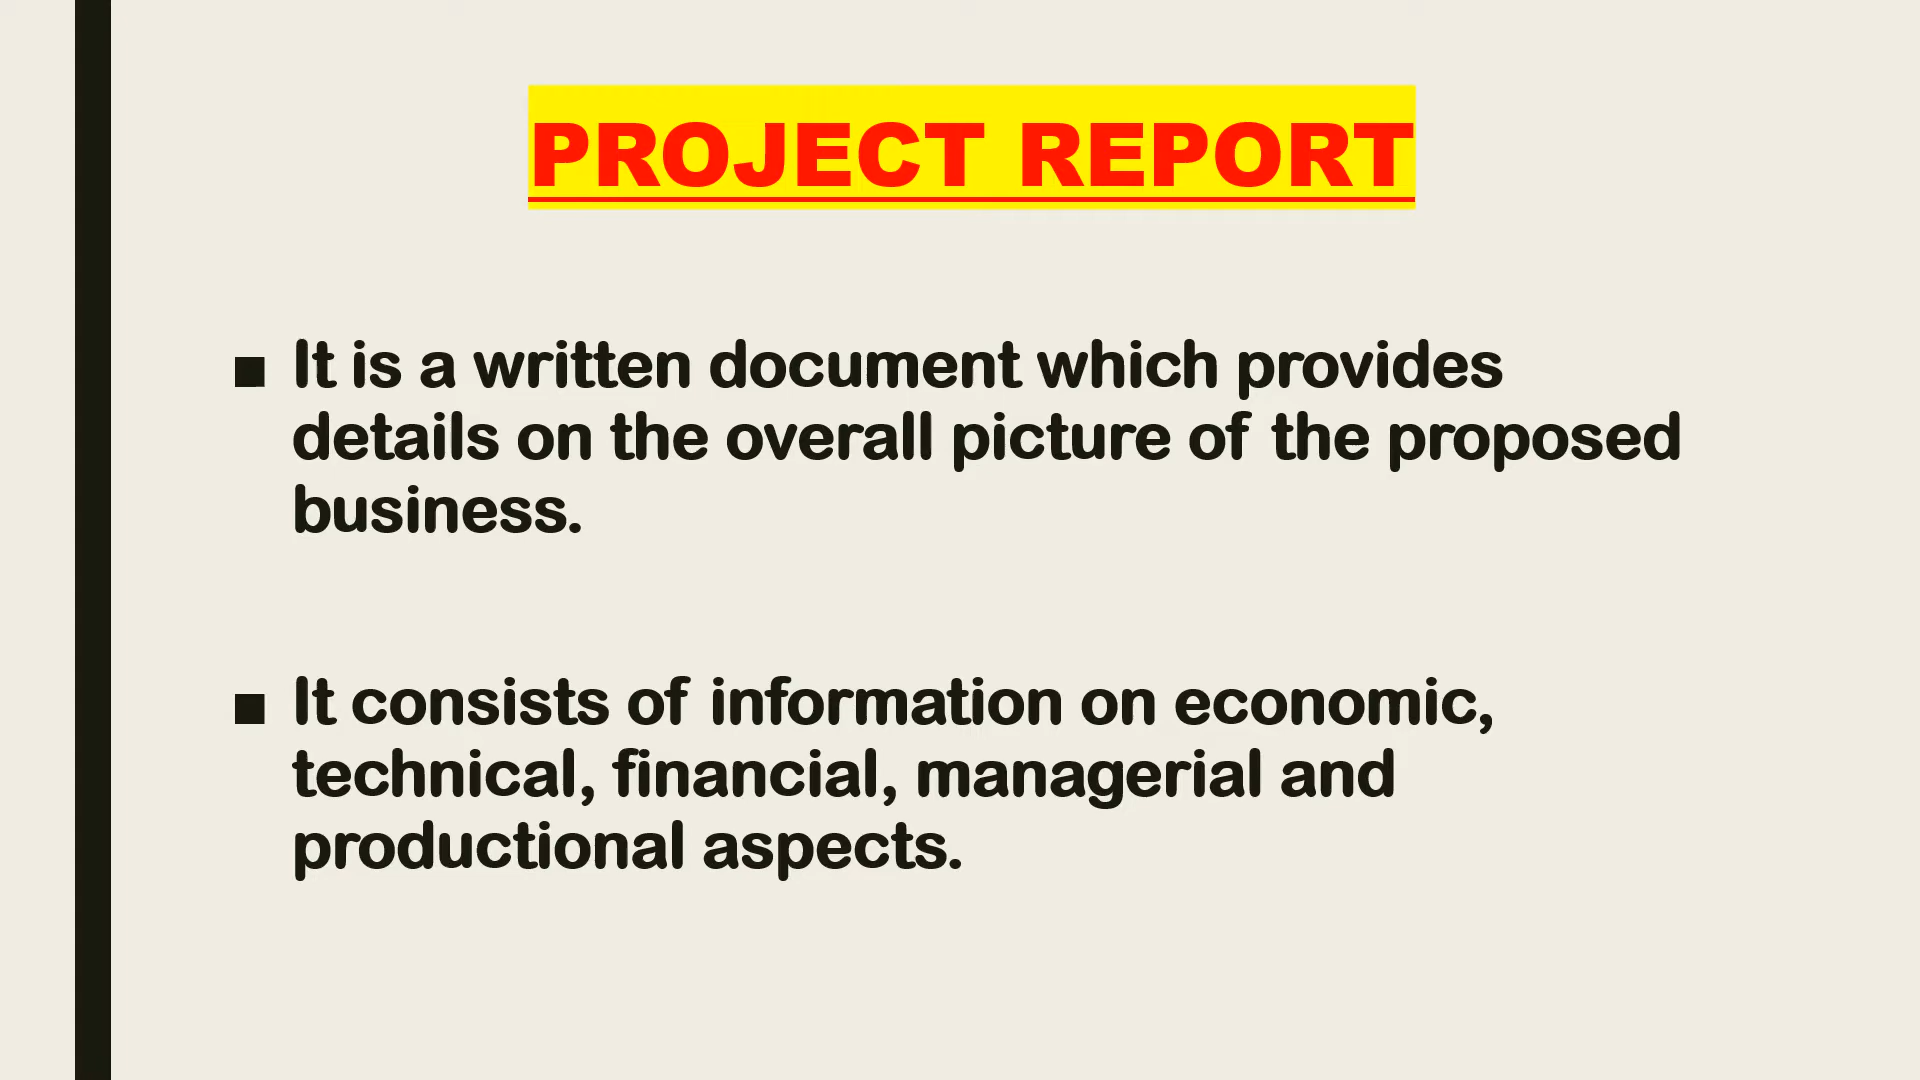 PROJECT REPORT
■ It is a written document which provides
details on the overall picture of the proposed
business.
■ It consists of information on economic,
technical, financial, managerial and
productional aspects.